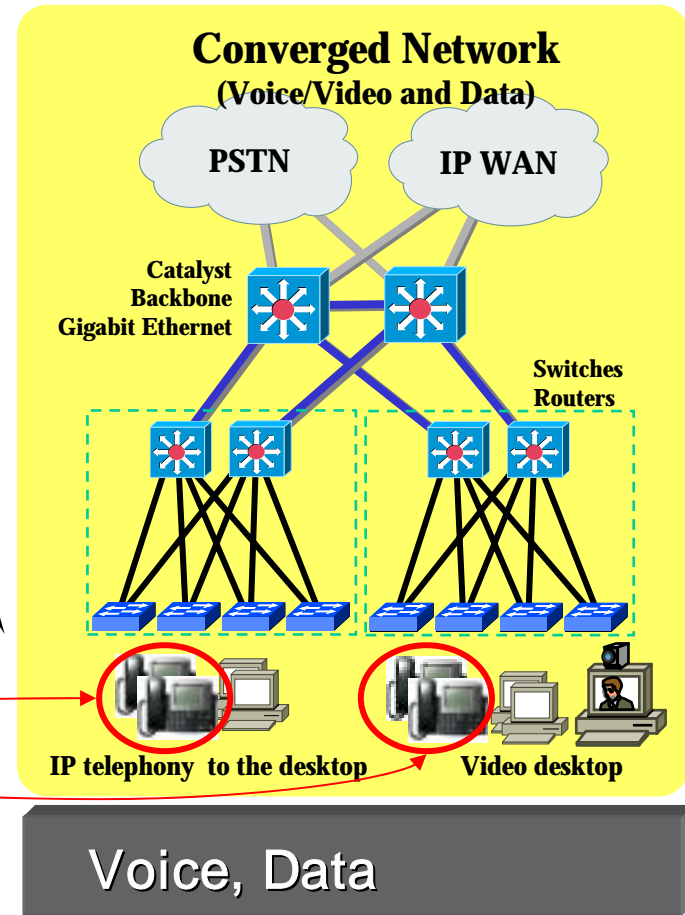 Converged Network
(Voice/Video and Data)
PSTN
IP WAN
Catalyst
Backbone
Gigabit Ethernet
Switches
Routers
IP telephony to the desktop
Video desktop
Voice, Data